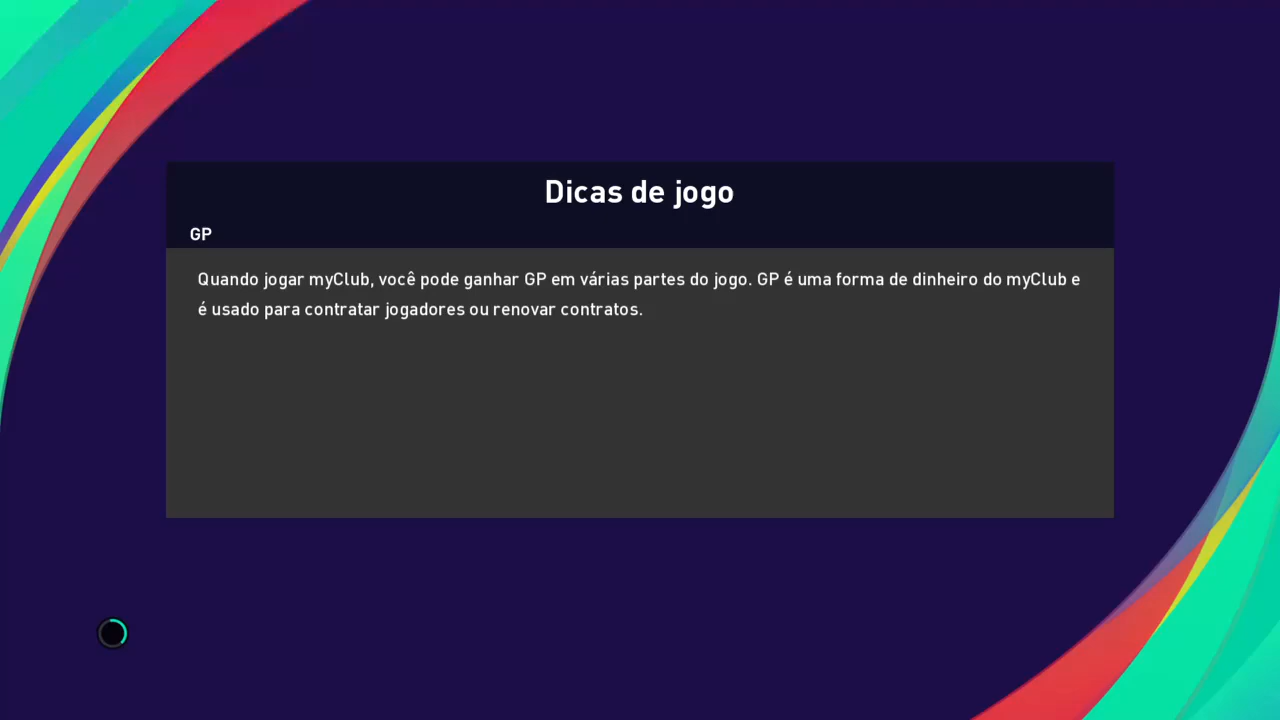 Dicas de jogo
GP
Quando jogar myClub, você pode ganhar GP em várias partes do jogo. GP é uma forma de dinheiro do myClub e
é usado para contratar jogadores ou renovar contratos.